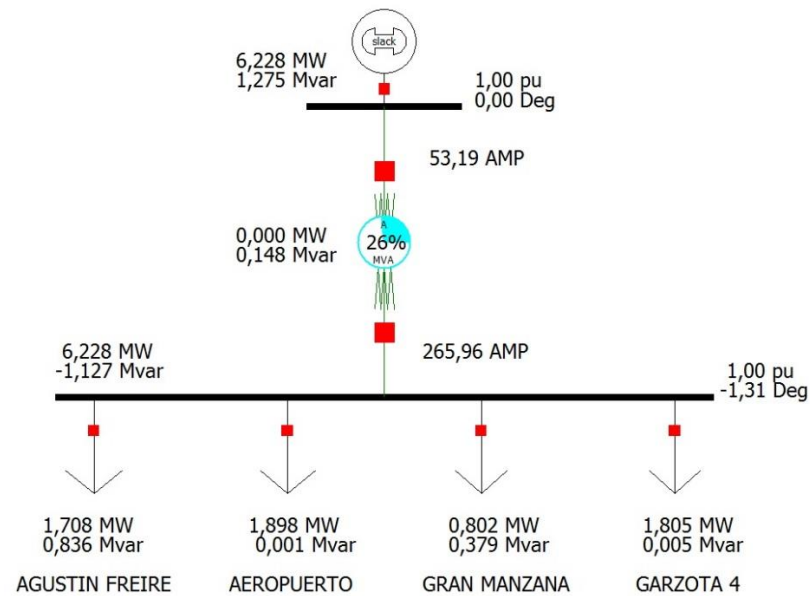 slack
6,228 MW
1,275 Mvar
1,00 pu
0,00 Deg
53,19 AMP
A
26%
MVA
0,000 MW
0,148 Mvar
6,228 MW
-1,127 Mvar
265,96 AMP
1,00 pu
-1,31 Deg
1,708 MW
0,836 Mvar
1,898 MW
0,001 Mvar
0,802 MW
0,379 Mvar
1,805 MW
0,005 Mvar
AGUSTIN FREIRE
AEROPUERTO
GRAN MANZANA
GARZOTA 4